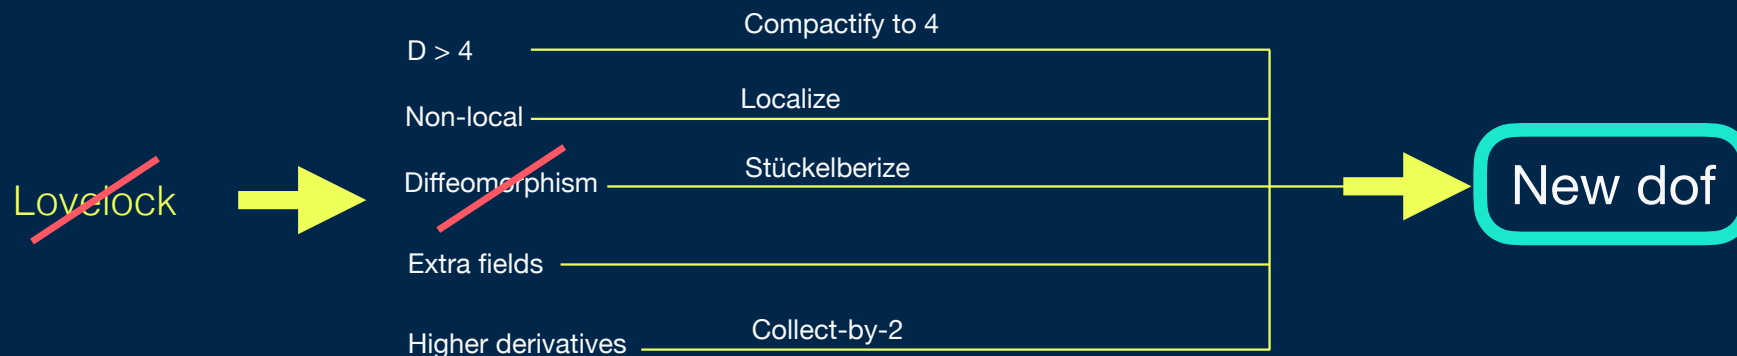 Compactify to 4
D > 4
Localize
Non-local
Stückelberize
Diffeomorphism
Lovelock
New dof
Extra fields
Collect-by-2
Higher derivatives